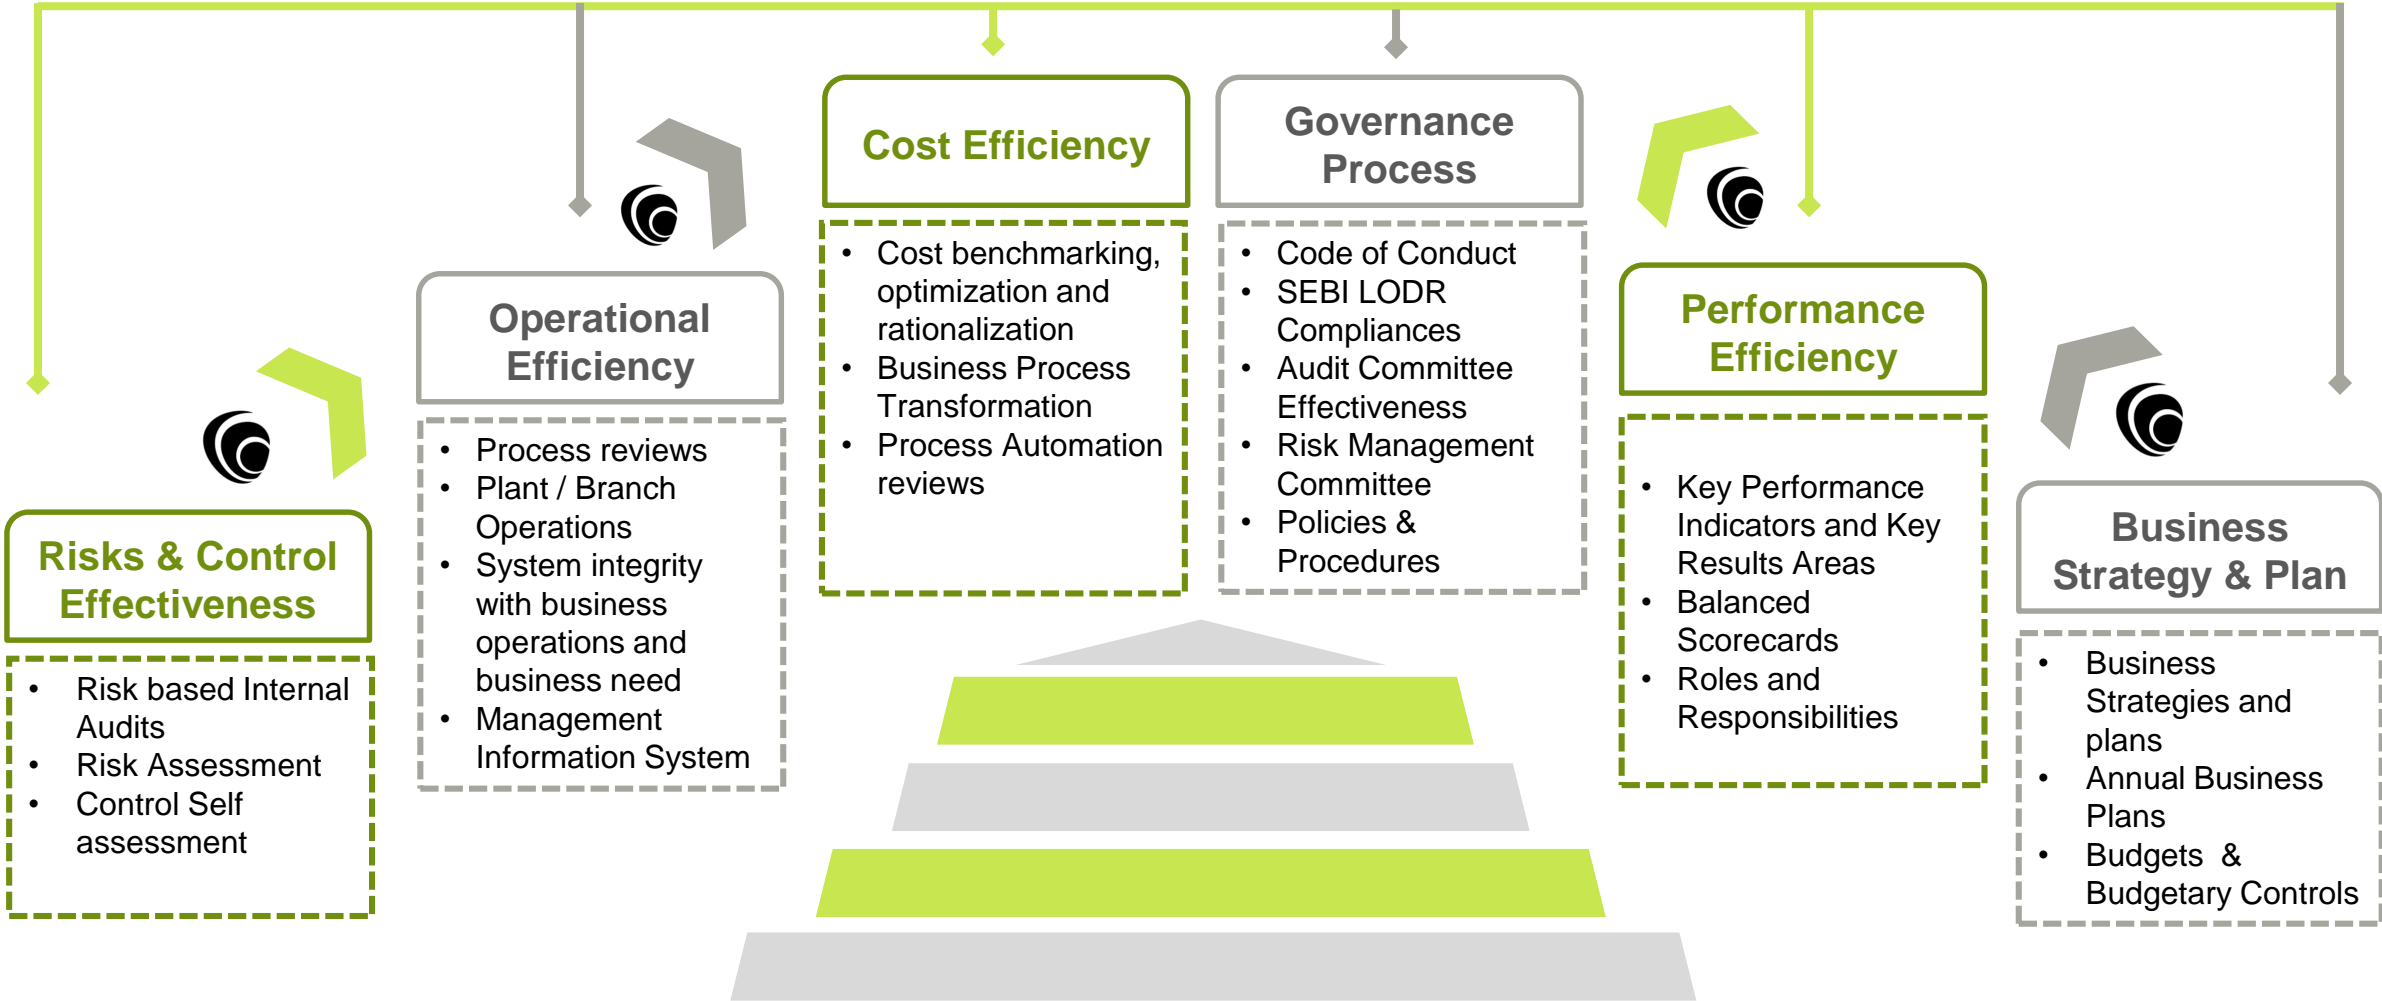 Risks & Control
Effectiveness
• Risk based Internal
Audits
• Risk Assessment
• Control Self
assessment
Operational
Efficiency
• Process reviews
• Plant / Branch
Operations
• System integrity
with business
operations and
business need
• Management
Information System
Cost Efficiency
• Cost benchmarking,
optimization and
rationalization
• Business Process
Transformation
• Process Automation
reviews
Governance
Process
• Code of Conduct
• SEBI LODR
Compliances
• Audit Committee
Effectiveness
• Risk Management
Committee
• Policies &
Procedures
Performance
Efficiency
• Key Performance
Indicators and Key
Results Areas
• Balanced
Scorecards
• Roles and
Responsibilities
Business
Strategy & Plan
• Business
Strategies and
plans
• Annual Business
Plans
• Budgets &
Budgetary Controls